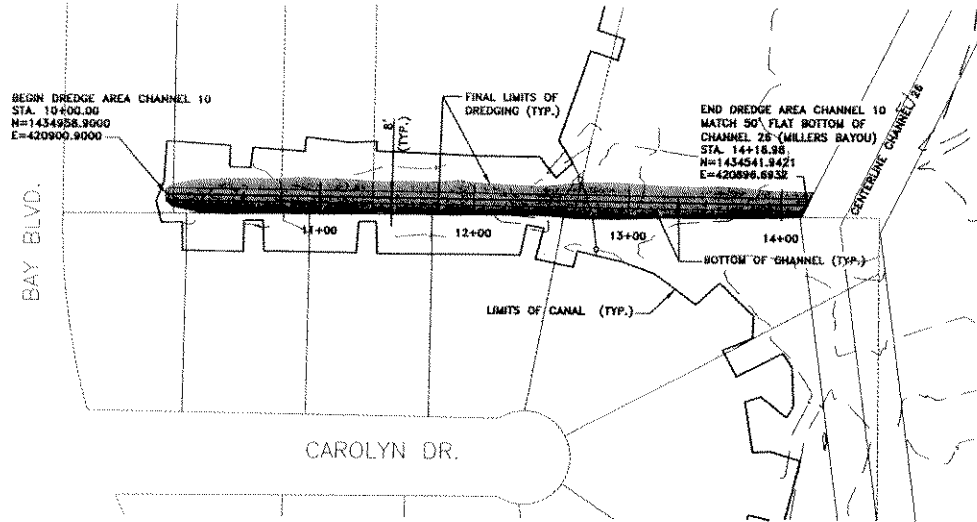 BEGIN DREDGE AREA CHANNEL 10
STA. 10+00.00
N=1434958.9000
E=420900.9000
8'
(TYP.)
FINAL LIMITS OF
DREDGING (TYP.)
END DREDGE AREA CHANNEL 10
MATCH 50' FLAT BOTTOM OF
CHANNEL 26 (MILLERS BAYOU)
STA. 14+16.98
N=1434541.9421
E=420896.6932
CENTERLINE CHANNEL 26
BAY BLVD.
11+00
12+00
13+00
14+00
BOTTOM OF CHANNEL (TYP.)
LIMITS OF CANAL (TYP.)
CAROLYN DR.